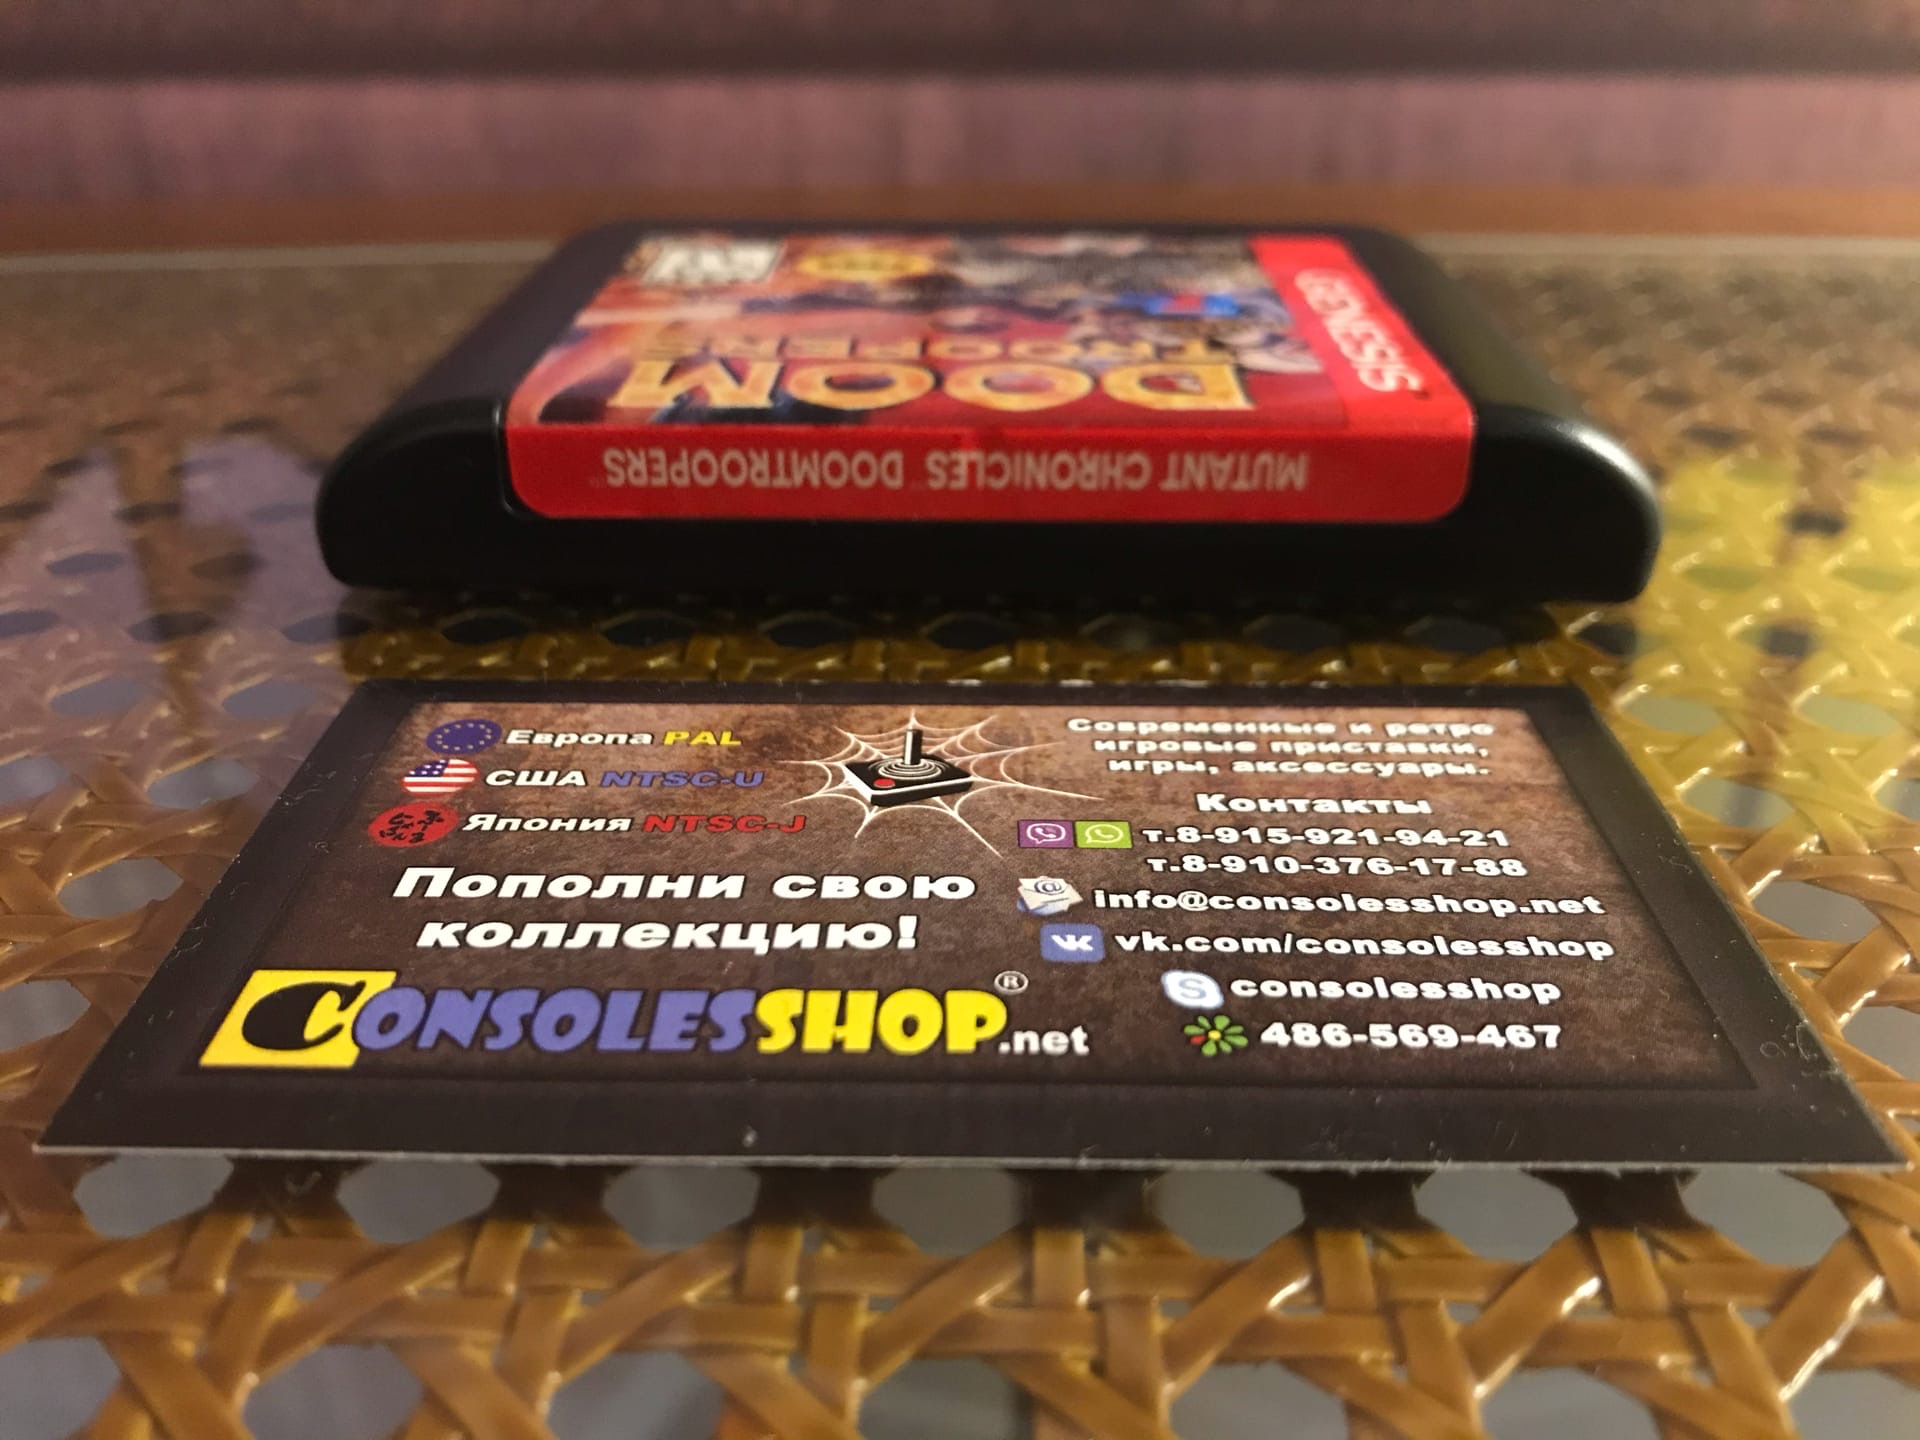 GENESIS
DOOM
TROOPERS
MUTANT CHRONICLES™ DOOMTROOPERS™
Европа PAL
США NTSC-U
Япония NTSC-J
Пополни свою
коллекцию!
CONSOLESSHOP®.net
Современные и ретро
игровые приставки,
игры, аксессуары.
Контакты
т.8-915-921-94-21
т.8-910-376-17-88
info@consolesshop.net
vk.com/consolesshop
consolesshop
486-569-467